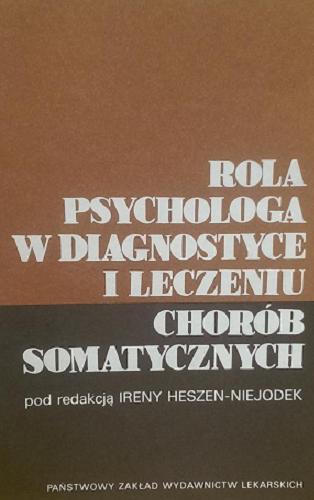 ROLA
PSYCHOLOGA
W DIAGNOSTYCE
I LECZENIU
CHORÓB
SOMATYCZNYCH
pod redakcją IRENY HESZEN-NIEJODEK
PAŃSTWOWY ZAKŁAD WYDAWNICTW LEKARSKICH